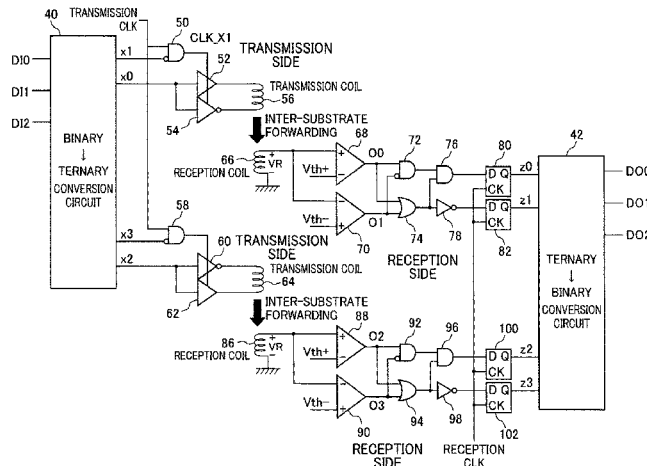 TRANSMISSION
CLK
40
50
CLK_X1
TRANSMISSION
SIDE
DI0
DI1
DI2
x1
x0
52
54
TRANSMISSION COIL
56
BINARY
↓
TERNARY
CONVERSION
CIRCUIT
INTER-SUBSTRATE
FORWARDING
66
+
VR
-
RECEPTION COIL
68
+
-
Vth+
O0
72
76
80
D Q
CK
z0
42
DO0
DO1
DO2
70
-
+
Vth-
O1
74
78
D Q
CK
z1
82
RECEPTION
SIDE
58
x3
x2
60
62
TRANSMISSION
SIDE
TRANSMISSION COIL
64
TERNARY
↓
BINARY
CONVERSION
CIRCUIT
INTER-SUBSTRATE
FORWARDING
86
+
VR
-
RECEPTION COIL
88
+
-
Vth+
O2
92
96
100
D Q
CK
z2
90
-
+
Vth-
O3
94
98
D Q
CK
z3
102
RECEPTION
SIDE
RECEPTION
CLK